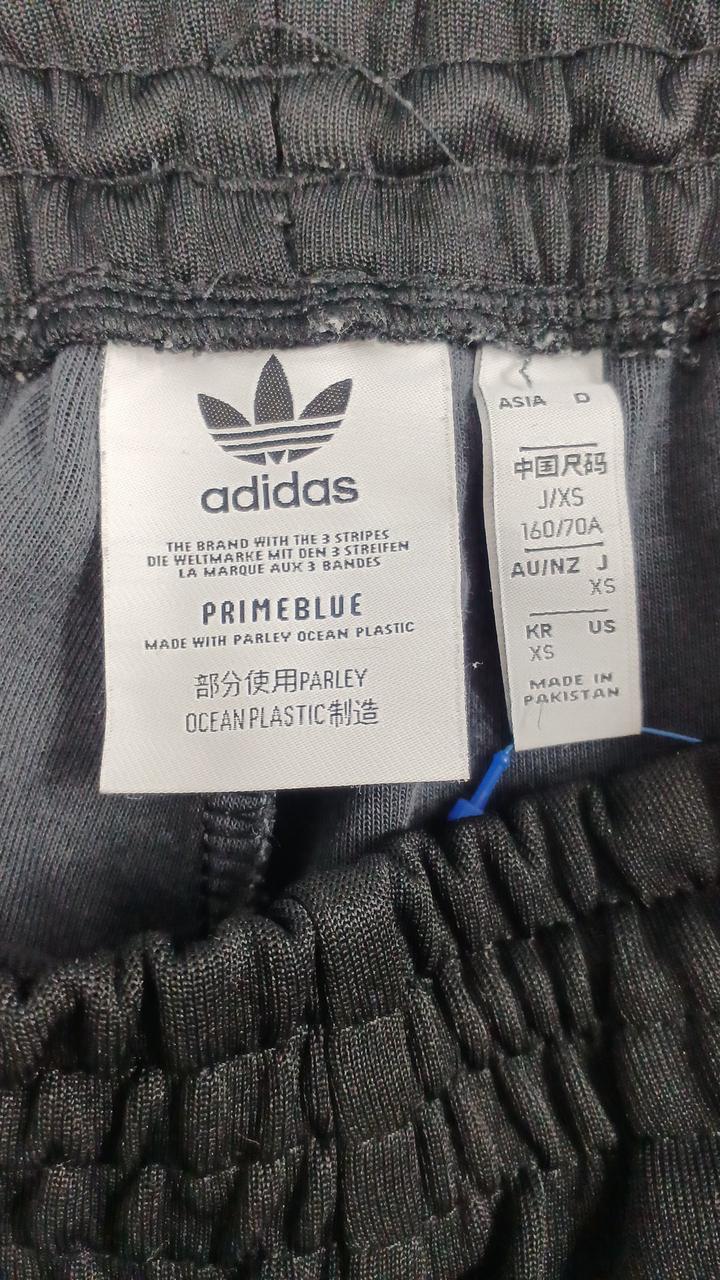 adidas
THE BRAND WITH THE 3 STRIPES
DIE WELTMARKE MIT DEN 3 STREIFEN
LA MARQUE AUX 3 BANDES
PRIMEBLUE
MADE WITH PARLEY OCEAN PLASTIC
部分使用PARLEY
OCEAN PLASTIC制造
ASIA D
中国尺码
J/XS
160/70A
AU/NZ J
XS
KR US
XS
MADE IN
PAKISTAN